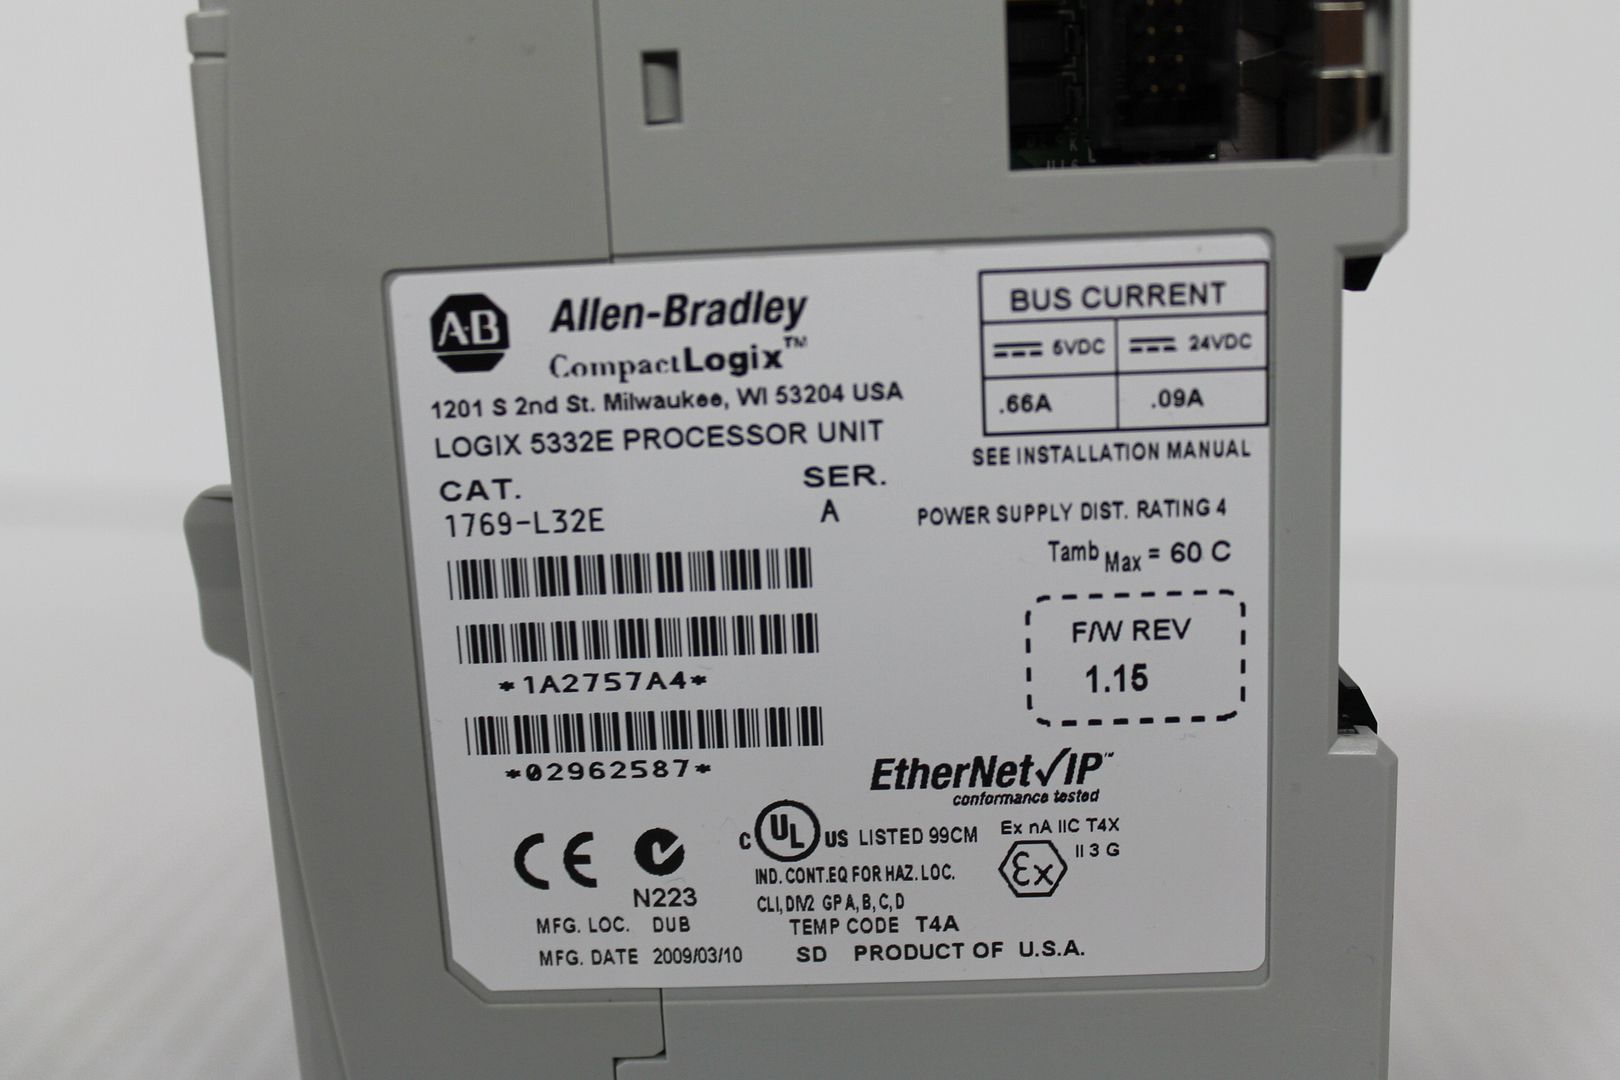 A-B
Allen-Bradley
CompactLogix™
1201 S 2nd St. Milwaukee, WI 53204 USA
LOGIX 5332E PROCESSOR UNIT
CAT.
1769-L32E
SER.
A
*1A2757A4*
*02962587*
BUS CURRENT
5VDC 24VDC
.66A .09A
SEE INSTALLATION MANUAL
POWER SUPPLY DIST. RATING 4
Tamb Max = 60 C
F/W REV
1.15
EtherNet/IP™
conformance tested
CE
N223
C UL US LISTED 99CM
IND. CONT.EQ FOR HAZ. LOC.
CLI, DIV2 GP A, B, C, D
TEMP CODE T4A
Ex nA IIC T4X
II 3 G
Ex
MFG. LOC. DUB
MFG. DATE 2009/03/10
SD PRODUCT OF U.S.A.